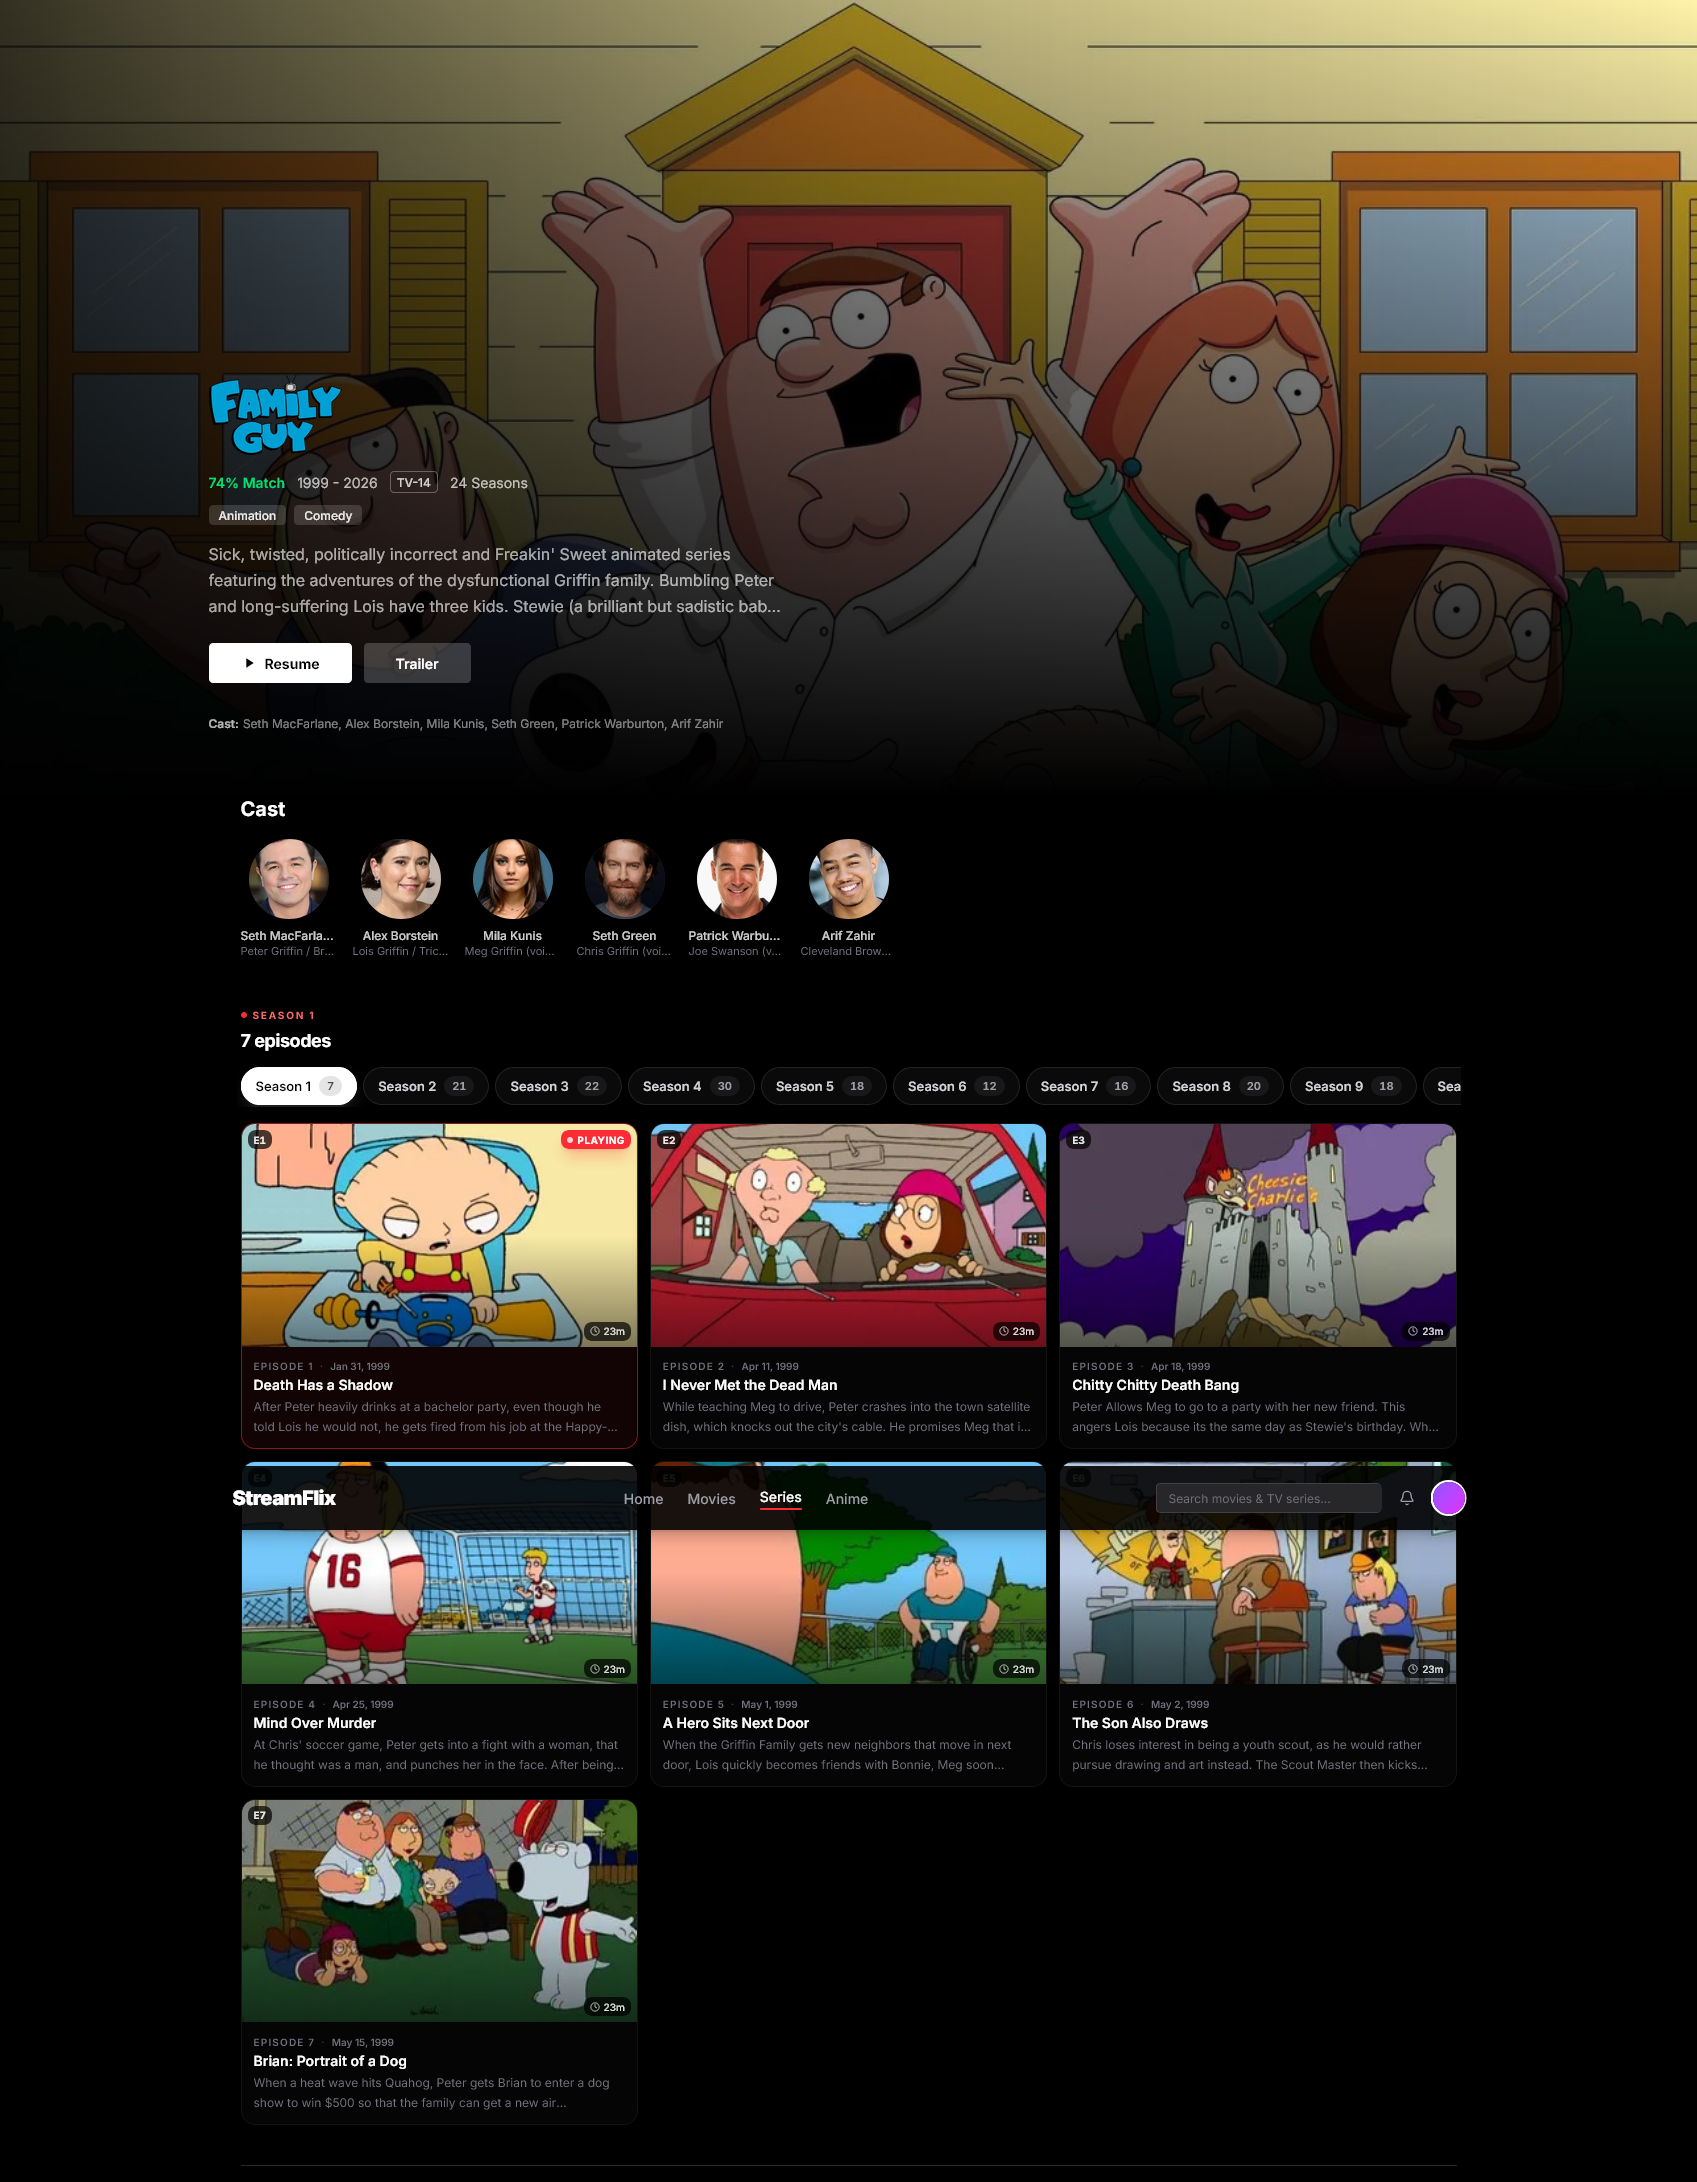 FAMiLY
GUY
74% Match 1999 - 2026 TV-14 24 Seasons
Animation Comedy
Sick, twisted, politically incorrect and Freakin' Sweet animated series
featuring the adventures of the dysfunctional Griffin family. Bumbling Peter
and long-suffering Lois have three kids. Stewie (a brilliant but sadistic bab...
Resume Trailer
Cast: Seth MacFarlane, Alex Borstein, Mila Kunis, Seth Green, Patrick Warburton, Arif Zahir
Cast
Seth MacFarla... Alex Borstein Mila Kunis Seth Green Patrick Warbu... Arif Zahir
Peter Griffin / Br... Lois Griffin / Tric... Meg Griffin (voi... Chris Griffin (voi... Joe Swanson (v... Cleveland Brow...
SEASON 1
7 episodes
Season 1 7 Season 2 21 Season 3 22 Season 4 30 Season 5 18 Season 6 12 Season 7 16 Season 8 20 Season 9 18 Sea
E1 PLAYING E2 E3
Cheesie
Charlie's
23m 23m 23m
EPISODE 1 · Jan 31, 1999 EPISODE 2 · Apr 11, 1999 EPISODE 3 · Apr 18, 1999
Death Has a Shadow I Never Met the Dead Man Chitty Chitty Death Bang
After Peter heavily drinks at a bachelor party, even though he While teaching Meg to drive, Peter crashes into the town satellite Peter Allows Meg to go to a party with her new friend. This
told Lois he would not, he gets fired from his job at the Happy-... dish, which knocks out the city's cable. He promises Meg that i... angers Lois because its the same day as Stewie's birthday. Wh...
E4 E5 E6
StreamFlix Home Movies Series Anime Search movies & TV series...
16 3
23m 23m 23m
EPISODE 4 · Apr 25, 1999 EPISODE 5 · May 1, 1999 EPISODE 6 · May 2, 1999
Mind Over Murder A Hero Sits Next Door The Son Also Draws
At Chris' soccer game, Peter gets into a fight with a woman, that When the Griffin Family gets new neighbors that move in next Chris loses interest in being a youth scout, as he would rather
he thought was a man, and punches her in the face. After being... door, Lois quickly becomes friends with Bonnie, Meg soon... pursue drawing and art instead. The Scout Master then kicks...
E7
23m
EPISODE 7 · May 15, 1999
Brian: Portrait of a Dog
When a heat wave hits Quahog, Peter gets Brian to enter a dog
show to win $500 so that the family can get a new air...